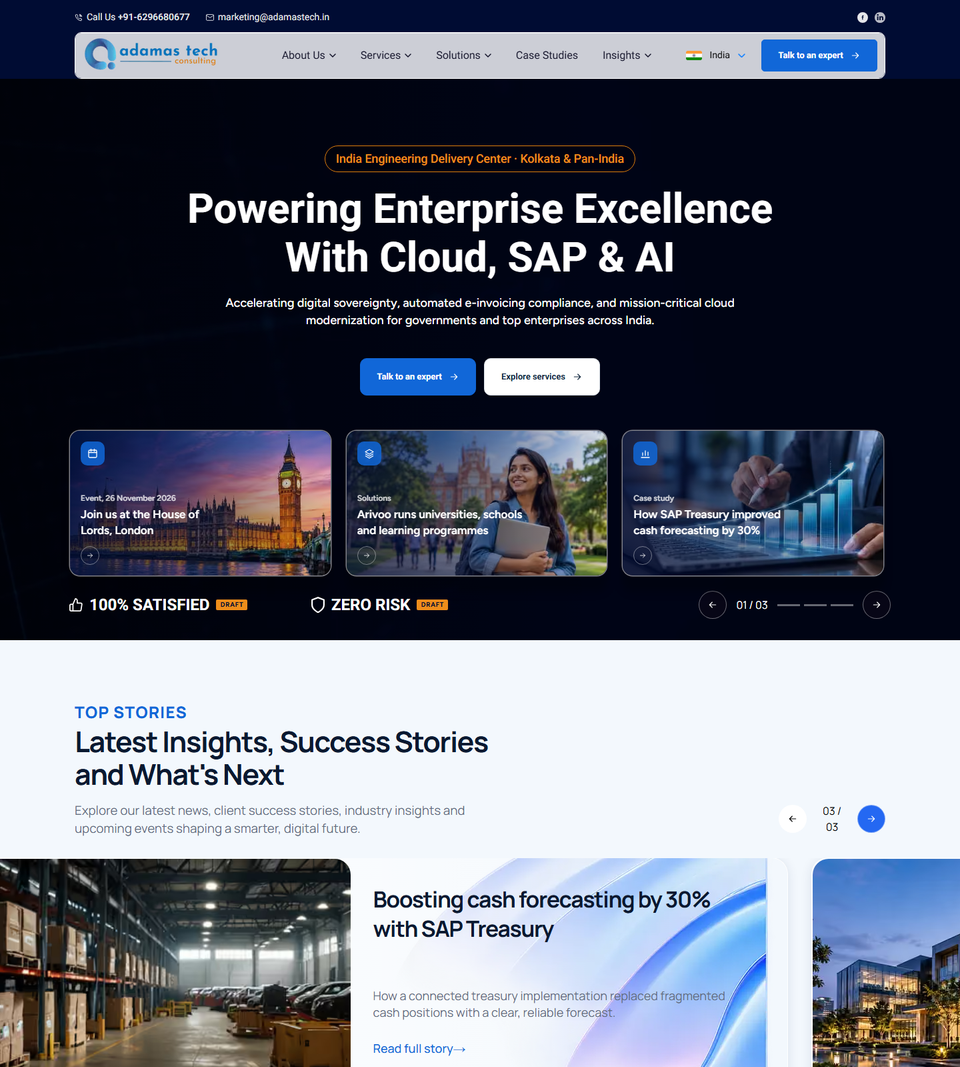 Call Us +91-6296680677
marketing@adamastech.in
f
in
adamas tech
consulting
About Us
Services
Solutions
Case Studies
Insights
India
Talk to an expert
India Engineering Delivery Center · Kolkata & Pan-India
Powering Enterprise Excellence
With Cloud, SAP & AI
Accelerating digital sovereignty, automated e-invoicing compliance, and mission-critical cloud
modernization for governments and top enterprises across India.
Talk to an expert
Explore services
Event, 26 November 2026
Join us at the House of
Lords, London
Solutions
Arivoo runs universities, schools
and learning programmes
Case study
How SAP Treasury improved
cash forecasting by 30%
100% SATISFIED DRAFT
ZERO RISK DRAFT
01 / 03
TOP STORIES
Latest Insights, Success Stories
and What's Next
Explore our latest news, client success stories, industry insights and
upcoming events shaping a smarter, digital future.
03 /
03
Boosting cash forecasting by 30%
with SAP Treasury
How a connected treasury implementation replaced fragmented
cash positions with a clear, reliable forecast.
Read full story→